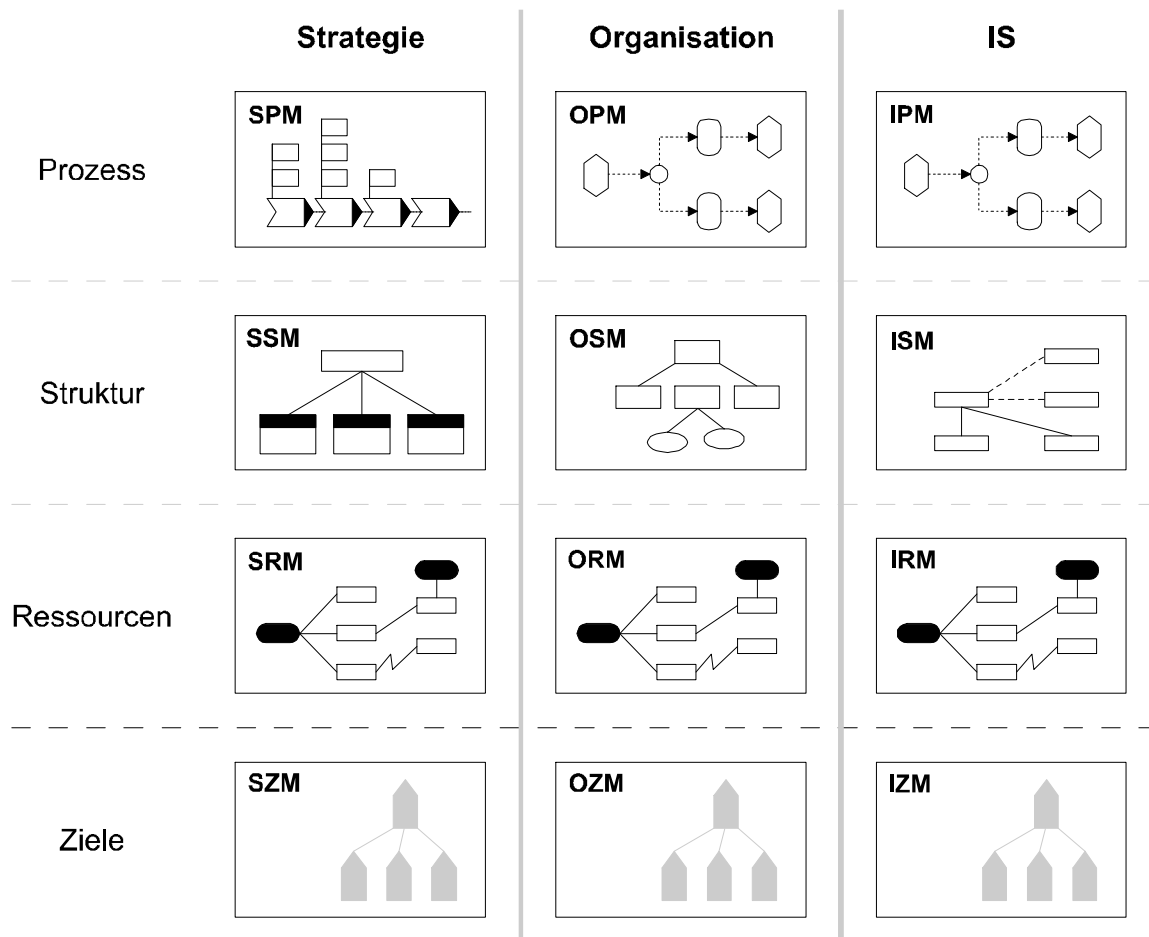 Strategie Organisation IS
SPM OPM IPM
Prozess
SSM OSM ISM
Struktur
SRM ORM IRM
Ressourcen
SZM OZM IZM
Ziele